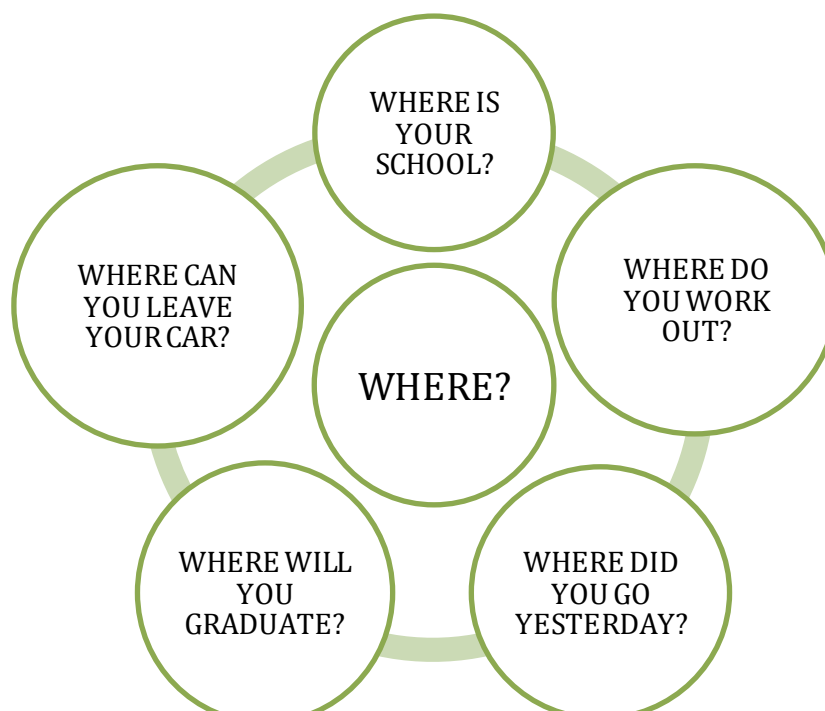 WHERE IS
YOUR
SCHOOL?
WHERE DO
YOU WORK
OUT?
WHERE DID
YOU GO
YESTERDAY?
WHERE WILL
YOU
GRADUATE?
WHERE CAN
YOU LEAVE
YOUR CAR?
WHERE?